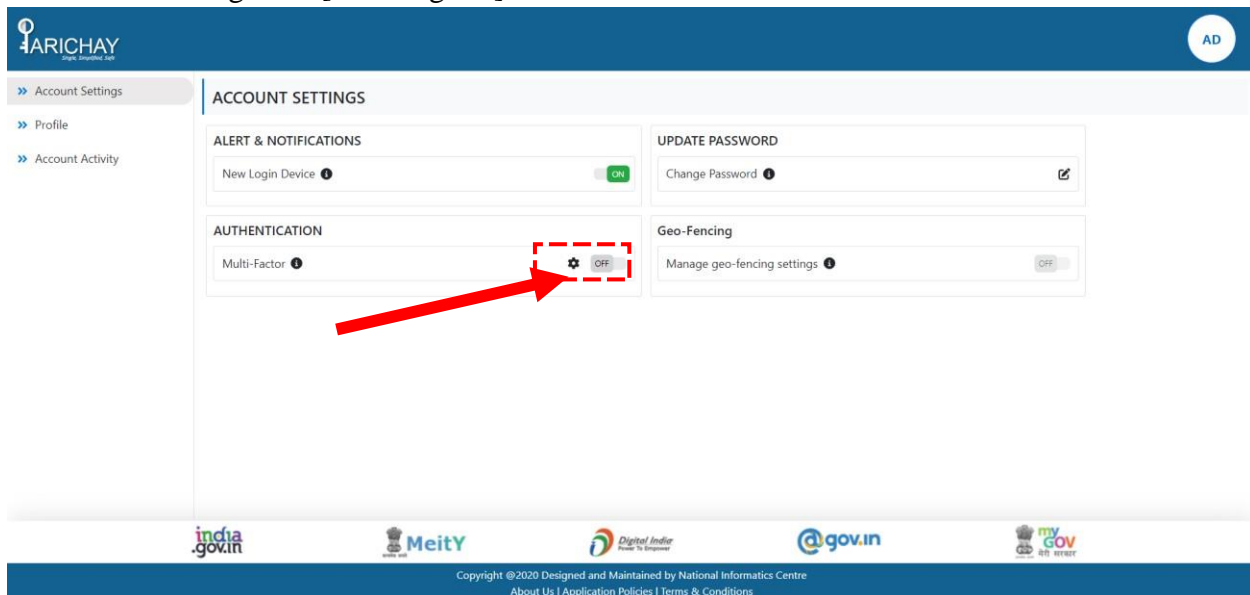 PARICHAY
Single, Simplified, Safe
AD
Account Settings
Profile
Account Activity
ACCOUNT SETTINGS
ALERT & NOTIFICATIONS
New Login Device
ON
UPDATE PASSWORD
Change Password
AUTHENTICATION
Multi-Factor
OFF
Geo-Fencing
Manage geo-fencing settings
OFF
india
.gov.in
MeitY
Digital India
Power To Empower
@gov.in
my
GOV
मेरी सरकार
Copyright @2020 Designed and Maintained by National Informatics Centre
About Us | Application Policies | Terms & Conditions